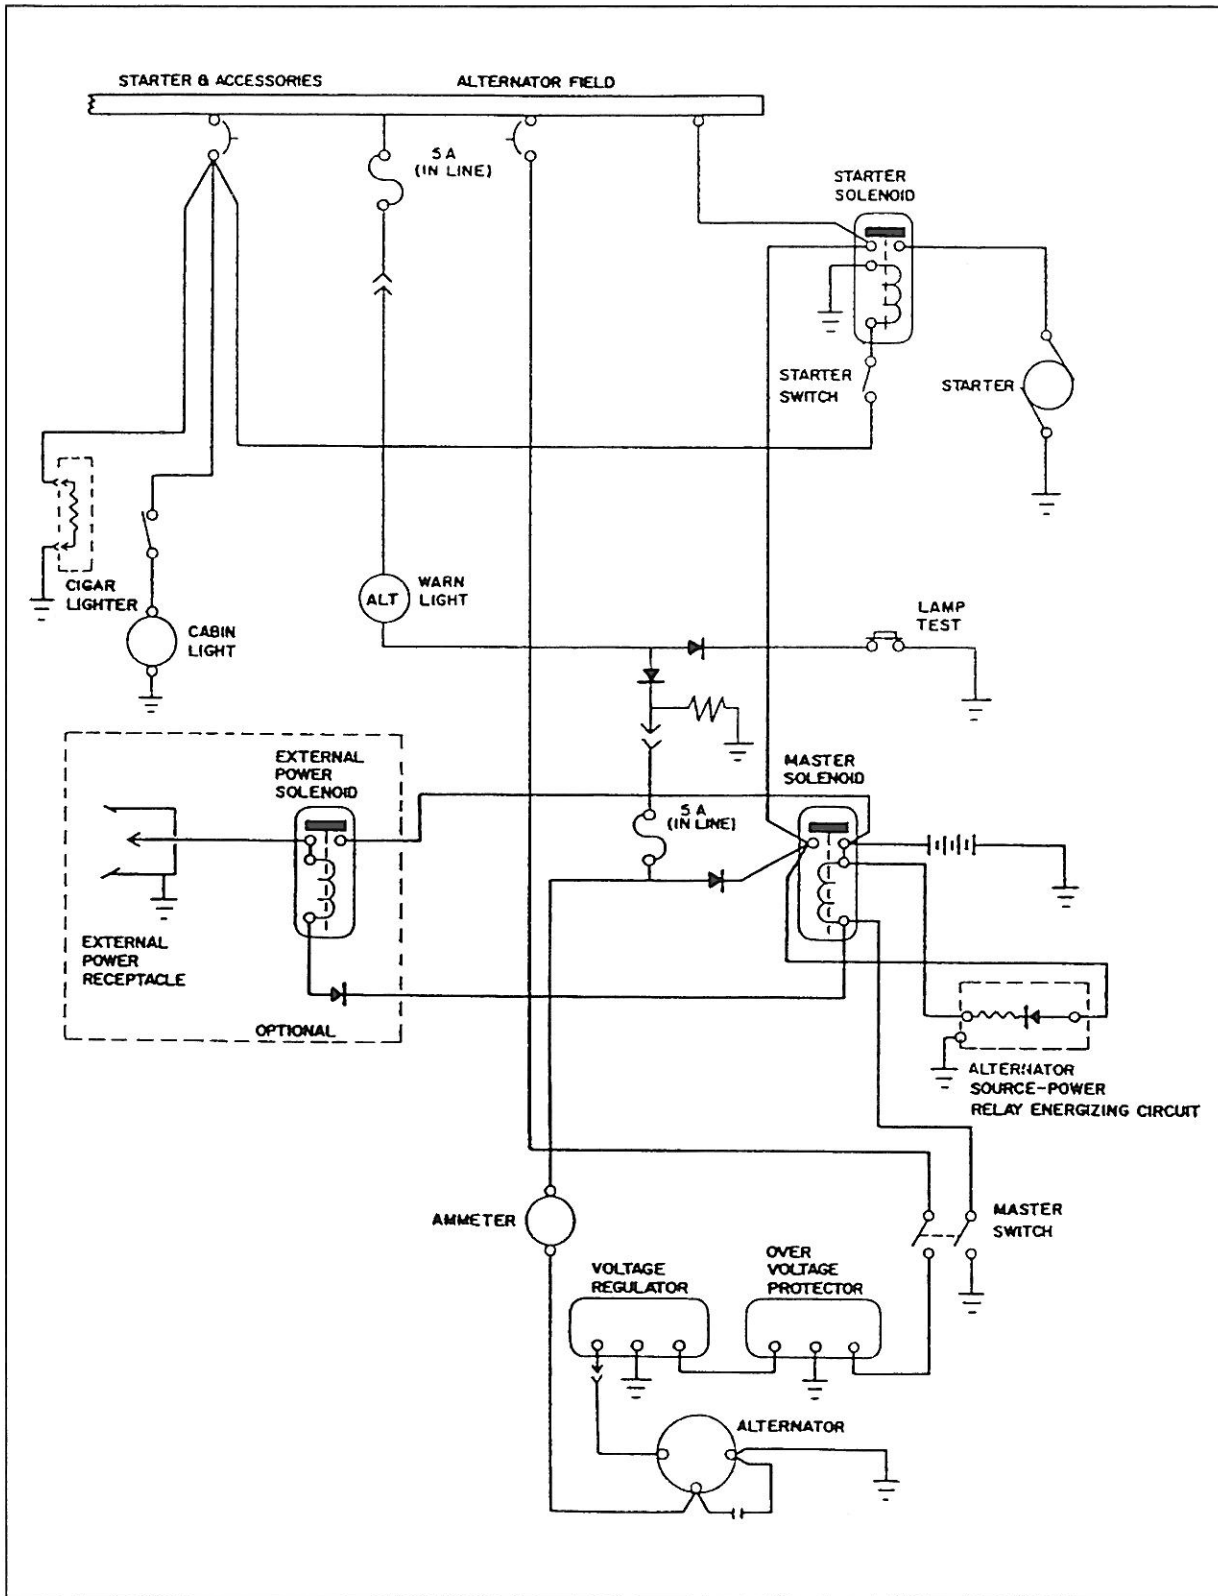 STARTER & ACCESSORIES
ALTERNATOR FIELD
5 A
(IN LINE)
STARTER
SOLENOID
STARTER
SWITCH
STARTER
CIGAR
LIGHTER
CABIN
LIGHT
ALT
WARN
LIGHT
LAMP
TEST
EXTERNAL
POWER
SOLENOID
MASTER
SOLENOID
5 A
(IN LINE)
EXTERNAL
POWER
RECEPTACLE
OPTIONAL
ALTERNATOR
SOURCE-POWER
RELAY ENERGIZING CIRCUIT
AMMETER
MASTER
SWITCH
VOLTAGE
REGULATOR
OVER
VOLTAGE
PROTECTOR
ALTERNATOR